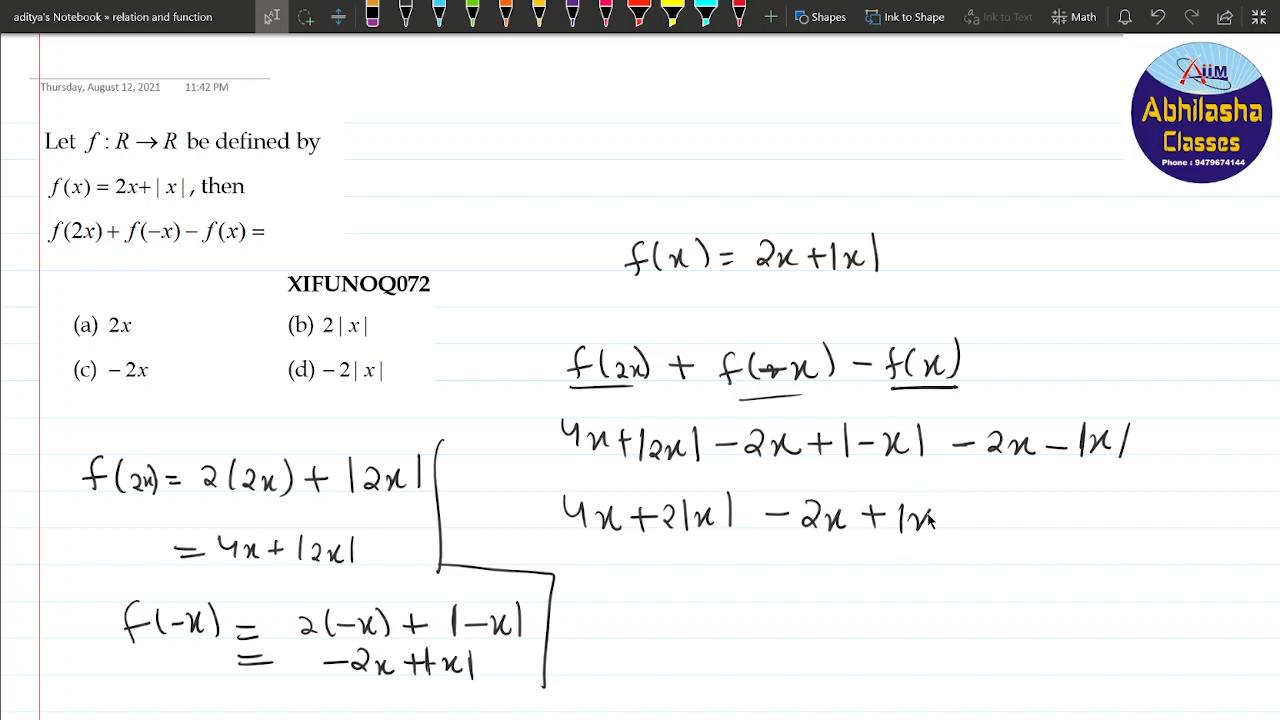 aditya's Notebook » relation and function
Shapes
Ink to Shape
Ink to Text
Math
Thursday, August 12, 2021 11:42 PM
AIIM
Abhilasha
Classes
Phone : 9479674144
Let f : R → R be defined by
f(x) = 2x+ | x | , then
f(2x) + f(−x) − f(x) =
XIFUNOQ072
(a) 2x
(b) 2 | x |
(c) − 2x
(d) − 2 | x |
f(x) = 2x + |x|
f(2x) + f(-x) - f(x)
4x + |2x| - 2x + |-x| - 2x - |x|
4x + 2|x| - 2x + |x
f(2x) = 2(2x) + |2x|
= 4x + |2x|
f(-x) = 2(-x) + |-x|
= -2x + |x|